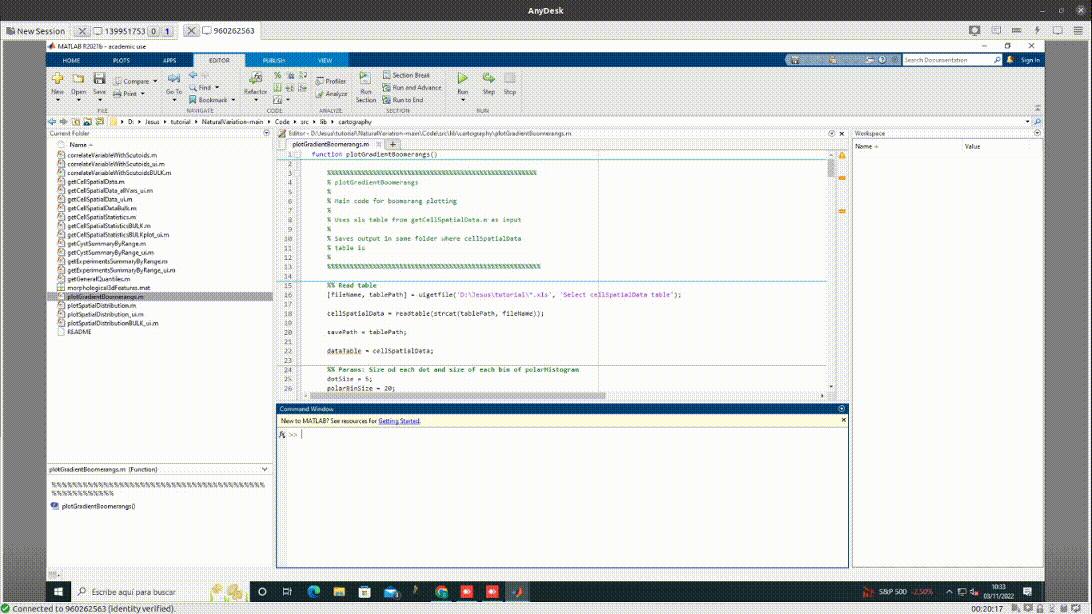 AnyDesk
New Session
139951753 0 1
960262563
MATLAB R2021b - academic use
HOME PLOTS APPS EDITOR PUBLISH VIEW
Search Documentation
Sign In
New Open Save
Compare
Print
Go To
Find
Bookmark
Refactor
Profiler
Analyze
Run Section
Section Break
Run and Advance
Run to End
Run Step Stop
FILE NAVIGATE CODE ANALYZE SECTION RUN
D: Jesus tutorial NaturalVariation-main Code src lib cartography
Current Folder
Name
correlateVariableWithScutoids.m
correlateVariableWithScutoids_ui.m
correlateVariableWithScutoidsBULK.m
getCellSpatialData.m
getCellSpatialData_allVars_ui.m
getCellSpatialData_ui.m
getCellSpatialDataBulk.m
getCellSpatialStatistics.m
getCellSpatialStatisticsBULK.m
getCellSpatialStatisticsBULKplot_ui.m
getCystSummaryByRange.m
getCystSummaryByRange_ui.m
getExperimentsSummaryByRange.m
getExperimentsSummaryByRange_ui.m
getGeneralQuantiles.m
morphological3dFeatures.mat
plotGradientBoomerangs.m
plotSpatialDistribution.m
plotSpatialDistribution_ui.m
plotSpatialDistributionBULK_ui.m
README
plotGradientBoomerangs.m (Function)
%%%%%%%%%%%%%%%%%%%%%%%%%%%%%%%%%%%%%%%%%
%%%%%%%%%%%%
plotGradientBoomerangs()
Editor - D:\Jesus\tutorial\NaturalVariation-main\Code\src\lib\cartography\plotGradientBoomerangs.m
plotGradientBoomerangs.m
1 function plotGradientBoomerangs()
2
3 %%%%%%%%%%%%%%%%%%%%%%%%%%%%%%%%%%%%%%%%%%%%%%%%%%%%%%%
4 % plotGradientBoomerangs
5 %
6 % Main code for boomarang plotting
7 %
8 % Uses xls table from getCellSpatialData.m as input
9 %
10 % Saves output in same folder where cellSpatialData
11 % table is
12 %
13 %%%%%%%%%%%%%%%%%%%%%%%%%%%%%%%%%%%%%%%%%%%%%%%%%%%%%%%%
14
15 %% Read table
16 [fileName, tablePath] = uigetfile('D:\Jesus\tutorial\*.xls', 'Select cellSpatialData table');
17
18 cellSpatialData = readtable(strcat(tablePath, fileName));
19
20 savePath = tablePath;
21
22 dataTable = cellSpatialData;
23
24 %% Params: Size od each dot and size of each bim of polarHistogram
25 dotSize = 5;
26 polarBinSize = 20;
Command Window
New to MATLAB? See resources for Getting Started.
fx >>
Workspace
Name Value
Escribe aquí para buscar
S&P 500 -2,50%
10:33
03/11/2022
Connected to 960262563 (identity verified).
00:20:17